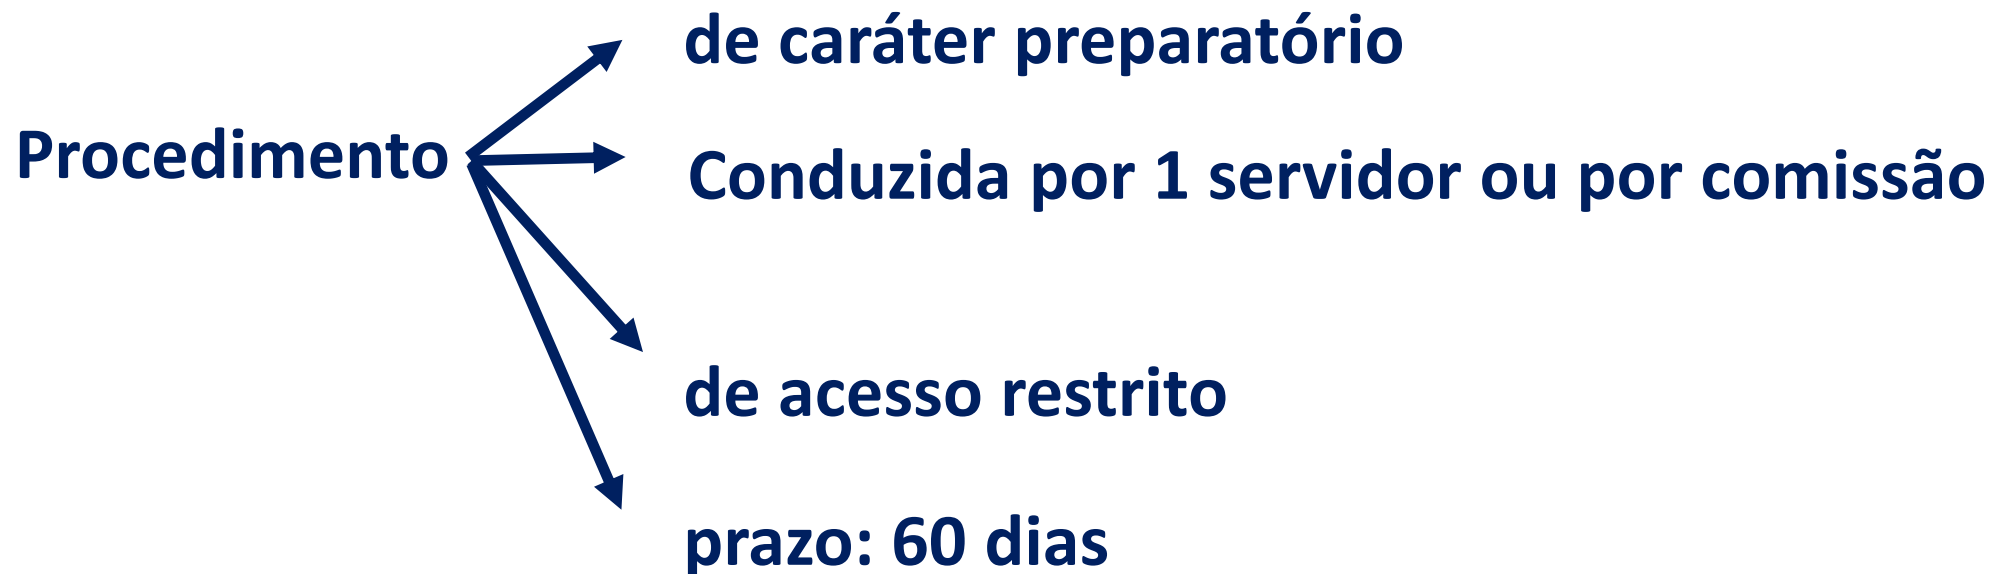 de caráter preparatório
Procedimento
Conduzida por 1 servidor ou por comissão
de acesso restrito
prazo: 60 dias